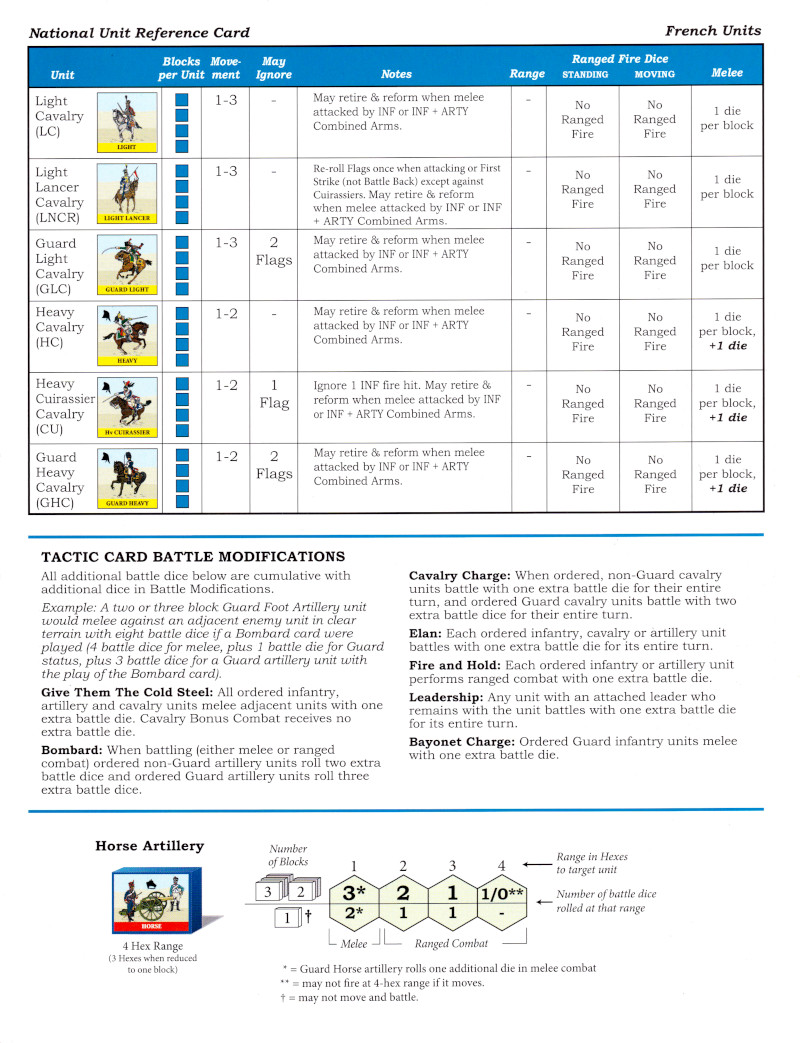 National Unit Reference Card
French Units
Unit
Blocks per Unit
Move-ment
May Ignore
Notes
Range
Ranged Fire Dice
STANDING
MOVING
Melee
Light
Cavalry
(LC)
LIGHT
1-3
-
May retire & reform when melee
attacked by INF or INF + ARTY
Combined Arms.
-
No
Ranged
Fire
No
Ranged
Fire
1 die
per block
Light
Lancer
Cavalry
(LNCR)
LIGHT LANCER
1-3
-
Re-roll Flags once when attacking or First
Strike (not Battle Back) except against
Cuirassiers. May retire & reform
when melee attacked by INF or INF
+ ARTY Combined Arms.
-
No
Ranged
Fire
No
Ranged
Fire
1 die
per block
Guard
Light
Cavalry
(GLC)
GUARD LIGHT
1-3
2
Flags
May retire & reform when melee
attacked by INF or INF + ARTY
Combined Arms.
-
No
Ranged
Fire
No
Ranged
Fire
1 die
per block
Heavy
Cavalry
(HC)
HEAVY
1-2
-
May retire & reform when melee
attacked by INF or INF + ARTY
Combined Arms.
-
No
Ranged
Fire
No
Ranged
Fire
1 die
per block,
+1 die
Heavy
Cuirassier
Cavalry
(CU)
Hv CUIRASSIER
1-2
1
Flag
Ignore 1 INF fire hit. May retire &
reform when melee attacked by INF
or INF + ARTY Combined Arms.
-
No
Ranged
Fire
No
Ranged
Fire
1 die
per block,
+1 die
Guard
Heavy
Cavalry
(GHC)
GUARD HEAVY
1-2
2
Flags
May retire & reform when melee
attacked by INF or INF + ARTY
Combined Arms.
-
No
Ranged
Fire
No
Ranged
Fire
1 die
per block,
+1 die
TACTIC CARD BATTLE MODIFICATIONS
All additional battle dice below are cumulative with
additional dice in Battle Modifications.
Example: A two or three block Guard Foot Artillery unit
would melee against an adjacent enemy unit in clear
terrain with eight battle dice if a Bombard card were
played (4 battle dice for melee, plus 1 battle die for Guard
status, plus 3 battle dice for a Guard artillery unit with
the play of the Bombard card).
Give Them The Cold Steel: All ordered infantry,
artillery and cavalry units melee adjacent units with one
extra battle die. Cavalry Bonus Combat receives no
extra battle die.
Bombard: When battling (either melee or ranged
combat) ordered non-Guard artillery units roll two extra
battle dice and ordered Guard artillery units roll three
extra battle dice.
Cavalry Charge: When ordered, non-Guard cavalry
units battle with one extra battle die for their entire
turn, and ordered Guard cavalry units battle with two
extra battle dice for their entire turn.
Elan: Each ordered infantry, cavalry or artillery unit
battles with one extra battle die for its entire turn.
Fire and Hold: Each ordered infantry or artillery unit
performs ranged combat with one extra battle die.
Leadership: Any unit with an attached leader who
remains with the unit battles with one extra battle die
for its entire turn.
Bayonet Charge: Ordered Guard infantry units melee
with one extra battle die.
Horse Artillery
HORSE
4 Hex Range
(3 Hexes when reduced
to one block)
Number
of Blocks
1 2 3 4
Range in Hexes
to target unit
3 2
3* 2 1 1/0**
Number of battle dice
rolled at that range
1 †
2* 1 1 -
Melee
Ranged Combat
* = Guard Horse artillery rolls one additional die in melee combat
** = may not fire at 4-hex range if it moves.
† = may not move and battle.